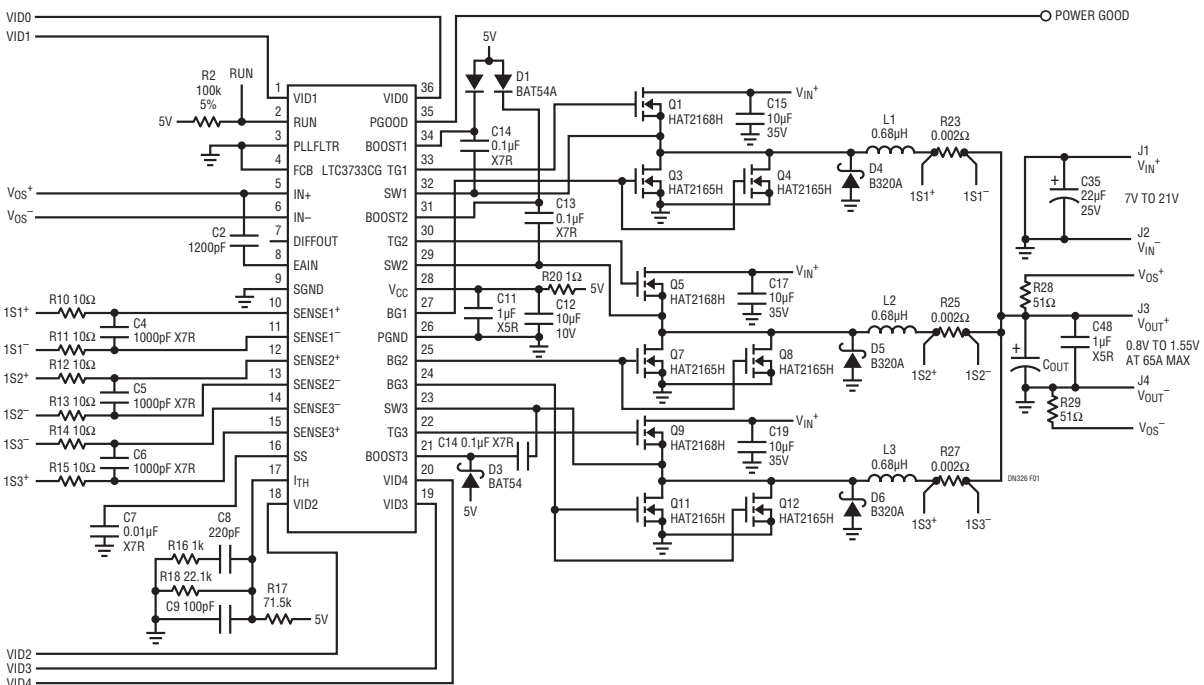 VID0
VID1
POWER GOOD
R2
100k
5%
RUN
5V
1
VID1
2
RUN
3
PLLFLTR
4
FCB
5
IN+
6
IN–
7
DIFFOUT
8
EAIN
9
SGND
10
SENSE1+
11
SENSE1–
12
SENSE2+
13
SENSE2–
14
SENSE3–
15
SENSE3+
16
SS
17
ITH
18
VID2
LTC3733CG
36
VID0
35
PGOOD
34
BOOST1
33
TG1
32
SW1
31
BOOST2
30
TG2
29
SW2
28
VCC
27
BG1
26
PGND
25
BG2
24
BG3
23
SW3
22
TG3
21
BOOST3
20
VID4
19
VID3
VOS+
VOS–
C2
1200pF
R10 10Ω
1S1+
C4
1000pF X7R
R11 10Ω
1S1–
R12 10Ω
1S2+
C5
1000pF X7R
R13 10Ω
1S2–
R14 10Ω
1S3–
C6
1000pF X7R
R15 10Ω
1S3+
C7
0.01µF
X7R
C8
220pF
R16 1k
R18 22.1k
C9 100pF
R17
71.5k
5V
VID2
VID3
VID4
5V
D1
BAT54A
C14
0.1µF
X7R
C13
0.1µF
X7R
R20 1Ω
5V
C11
1µF
X5R
C12
10µF
10V
C14 0.1µF X7R
D3
BAT54
5V
Q1
HAT2168H
VIN+
C15
10µF
35V
Q3
HAT2165H
Q4
HAT2165H
D4
B320A
L1
0.68µH
R23
0.002Ω
1S1+
1S1–
Q5
HAT2168H
VIN+
C17
10µF
35V
Q7
HAT2165H
Q8
HAT2165H
D5
B320A
L2
0.68µH
R25
0.002Ω
1S2+
1S2–
Q9
HAT2168H
VIN+
C19
10µF
35V
Q11
HAT2165H
Q12
HAT2165H
D6
B320A
L3
0.68µH
R27
0.002Ω
1S3+
1S3–
J1
VIN+
+
C35
22µF
25V
7V TO 21V
J2
VIN–
VOS+
R28
51Ω
J3
VOUT+
+
COUT
C48
1µF
X5R
0.8V TO 1.55V
AT 65A MAX
J4
VOUT–
R29
51Ω
VOS–
DN326 F01